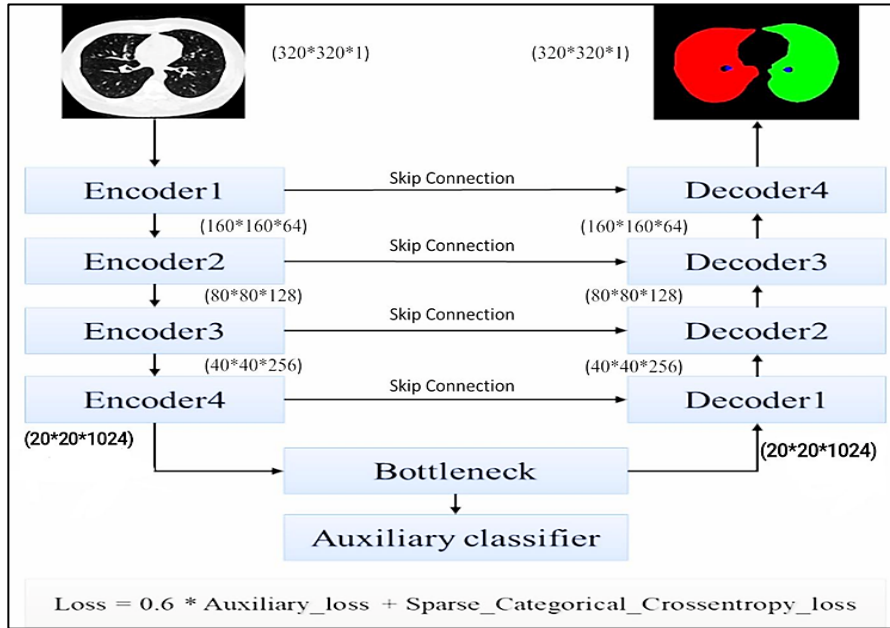 (320*320*1)
(320*320*1)
Encoder1
Skip Connection
Decoder4
(160*160*64)
(160*160*64)
Encoder2
Skip Connection
Decoder3
(80*80*128)
(80*80*128)
Encoder3
Skip Connection
Decoder2
(40*40*256)
(40*40*256)
Encoder4
Skip Connection
Decoder1
(20*20*1024)
(20*20*1024)
Bottleneck
Auxiliary classifier
Loss = 0.6 * Auxiliary_loss + Sparse_Categorical_Crossentropy_loss